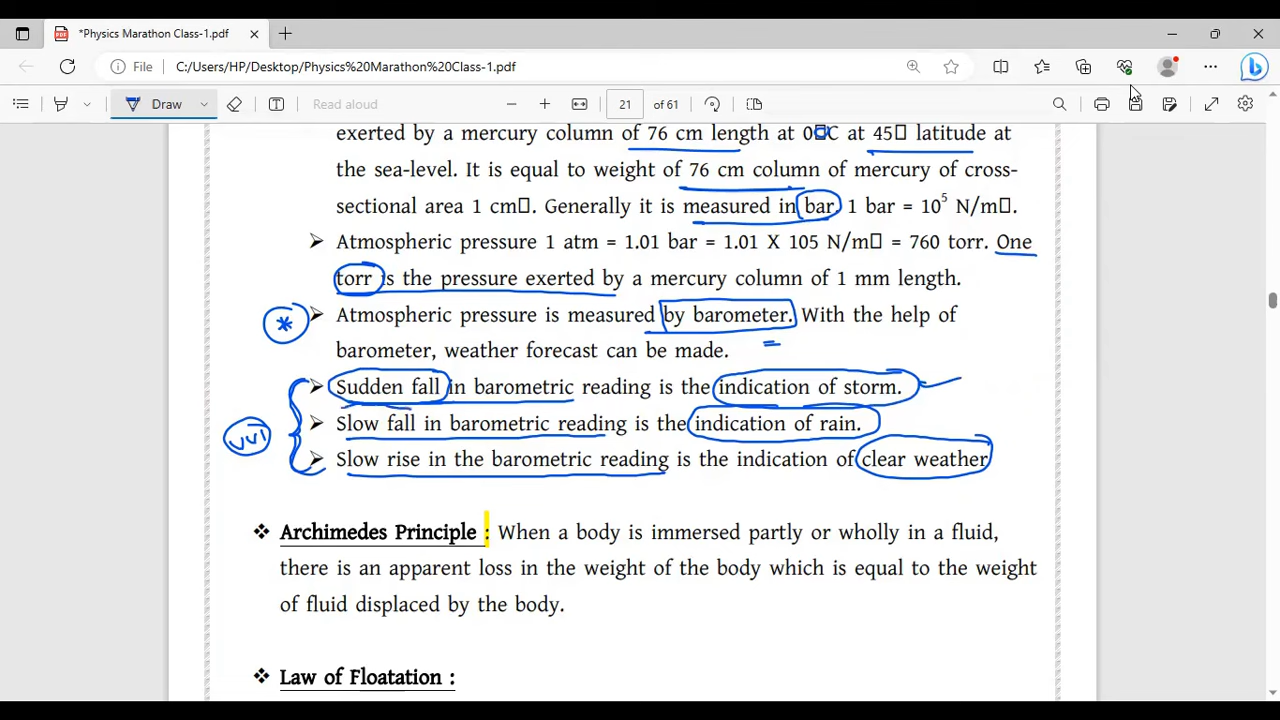 *Physics Marathon Class-1.pdf
File C:/Users/HP/Desktop/Physics%20Marathon%20Class-1.pdf
Draw Read aloud 21 of 61
exerted by a mercury column of 76 cm length at 0▯C at 45▯ latitude at
the sea-level. It is equal to weight of 76 cm column of mercury of cross-
sectional area 1 cm▯. Generally it is measured in bar. 1 bar = 10⁵ N/m▯.
➢ Atmospheric pressure 1 atm = 1.01 bar = 1.01 X 105 N/m▯ = 760 torr. One
torr is the pressure exerted by a mercury column of 1 mm length.
* ➢ Atmospheric pressure is measured by barometer. With the help of
barometer, weather forecast can be made.
➢ Sudden fall in barometric reading is the indication of storm.
VVI ➢ Slow fall in barometric reading is the indication of rain.
➢ Slow rise in the barometric reading is the indication of clear weather
❖ Archimedes Principle : When a body is immersed partly or wholly in a fluid,
there is an apparent loss in the weight of the body which is equal to the weight
of fluid displaced by the body.
❖ Law of Floatation :